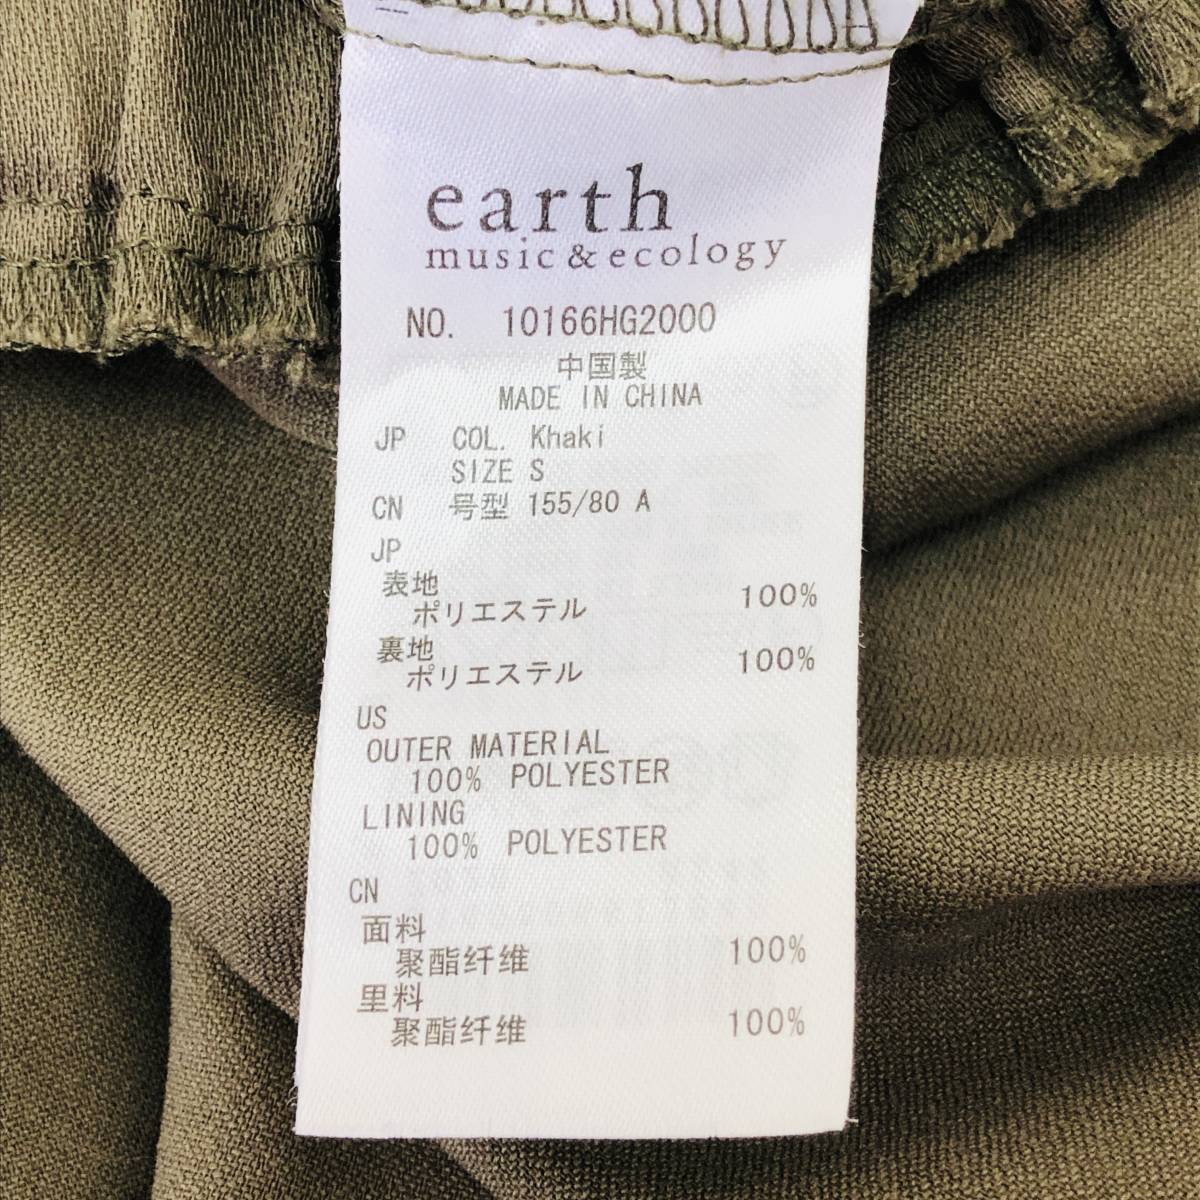 earth
music & ecology
NO. 10166HG2000
中国製
MADE IN CHINA
JP COL. Khaki
SIZE S
CN 号型 155/80 A
JP
表地
ポリエステル 100%
裏地
ポリエステル 100%
US
OUTER MATERIAL
100% POLYESTER
LINING
100% POLYESTER
CN
面料
聚酯纤维 100%
里料
聚酯纤维 100%